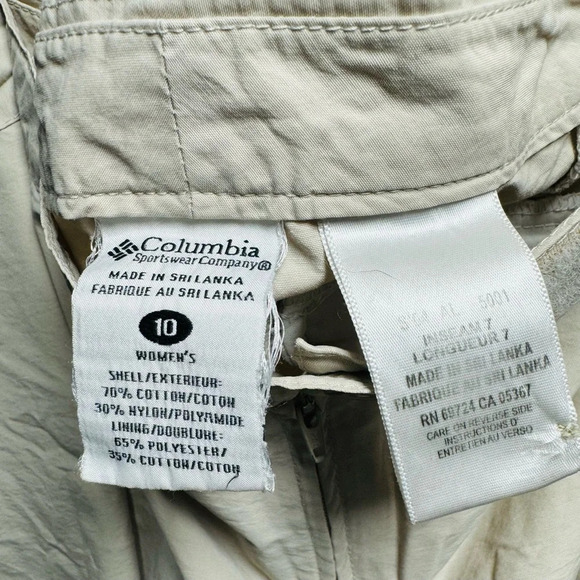 Columbia
Sportswear Company®
MADE IN SRI LANKA
FABRIQUE AU SRI LANKA
10
WOMEN'S
SHELL/EXTERIEUR:
70% COTTON/COTON
30% NYLON/POLYAMIDE
LINING/DOUBLURE:
65% POLYESTER/
35% COTTON/COTON
5001
INSEAM 7
LONGUEUR 7
MADE IN SRI LANKA
FABRIQUE AU SRI LANKA
RN 69724 CA 05367
CARE ON REVERSE SIDE
INSTRUCTIONS D'
ENTRETIEN AU VERSO